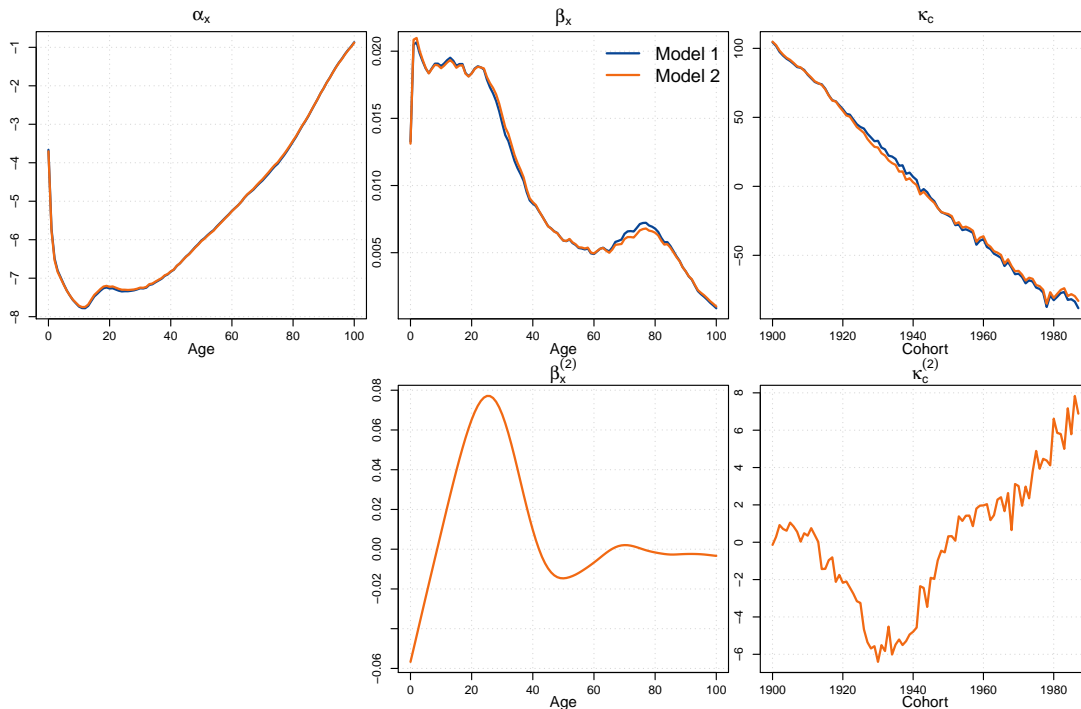 αx
βx
κc
−1
−2
−3
−4
−5
−6
−7
−8
0.020
0.015
0.010
0.005
100
50
0
−50
Model 1
Model 2
0 20 40 60 80 100
0 20 40 60 80 100
1900 1920 1940 1960 1980
Age
Age
Cohort
βx(2)
κc(2)
0.08
0.06
0.04
0.02
0.00
−0.02
−0.06
8
6
4
2
0
−2
−4
−6
0 20 40 60 80 100
1900 1920 1940 1960 1980
Age
Cohort